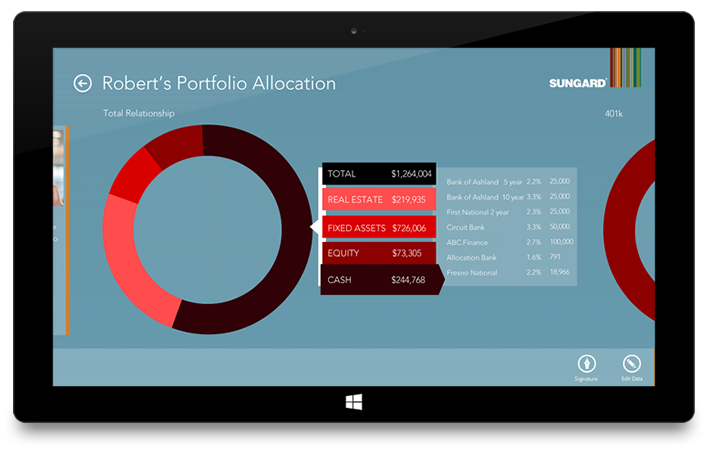 Robert's Portfolio Allocation
SUNGARD
Total Relationship
401k
TOTAL $1,264,004
REAL ESTATE $219,935
FIXED ASSETS $726,006
EQUITY $73,305
CASH $244,768
Bank of Ashland 5 year 2.2% 25,000
Bank of Ashland 10 year 3.3% 25,000
First National 2 year 2.3% 25,000
Circuit Bank 3.3% 50,000
ABC Finance 2.7% 100,000
Allocation Bank 1.6% 791
Fresno National 2.2% 18,966
Signature
Edit Data